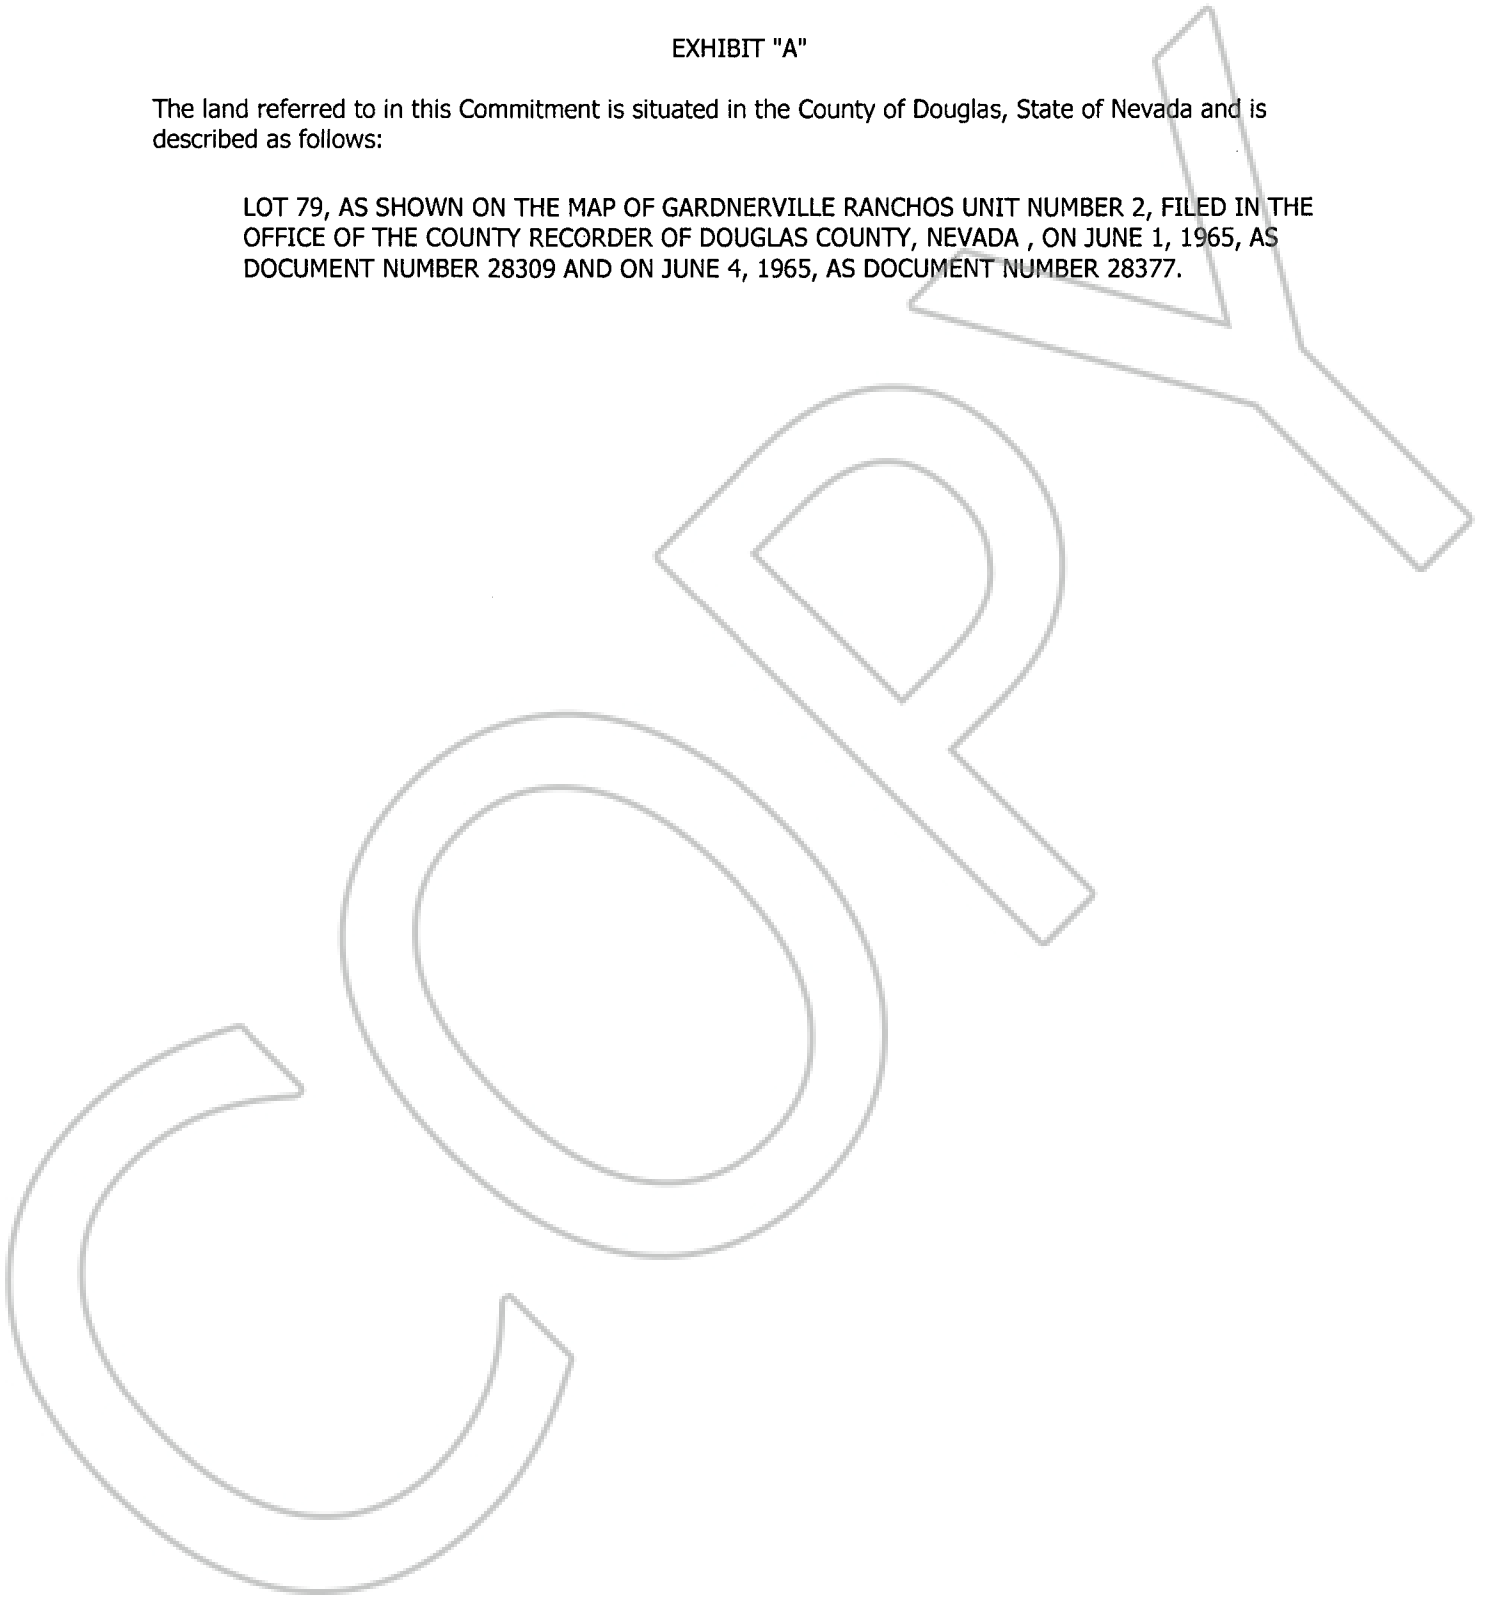 EXHIBIT "A"
The land referred to in this Commitment is situated in the County of Douglas, State of Nevada and is
described as follows:
LOT 79, AS SHOWN ON THE MAP OF GARDNERVILLE RANCHOS UNIT NUMBER 2, FILED IN THE
OFFICE OF THE COUNTY RECORDER OF DOUGLAS COUNTY, NEVADA , ON JUNE 1, 1965, AS
DOCUMENT NUMBER 28309 AND ON JUNE 4, 1965, AS DOCUMENT NUMBER 28377.
COPY